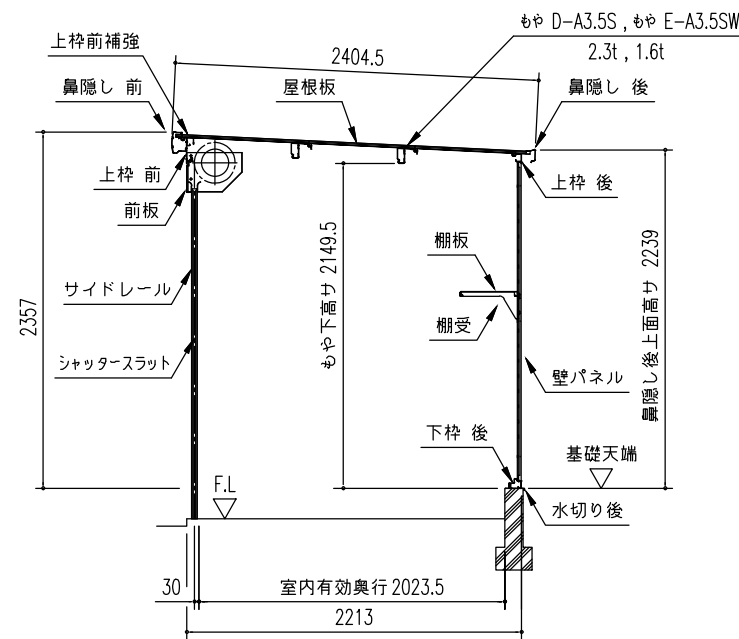 もや D-A3.5S , もや E-A3.5SW
2.3t , 1.6t
上枠前補強
2404.5
鼻隠し 前
屋根板
鼻隠し 後
上枠 前
上枠 後
前板
もや下高サ 2149.5
棚板
鼻隠し後上面高サ 2239
サイドレール
2357
棚受
シャッタースラット
壁パネル
下枠 後
基礎天端
F.L
水切り後
30
室内有効奥行 2023.5
2213